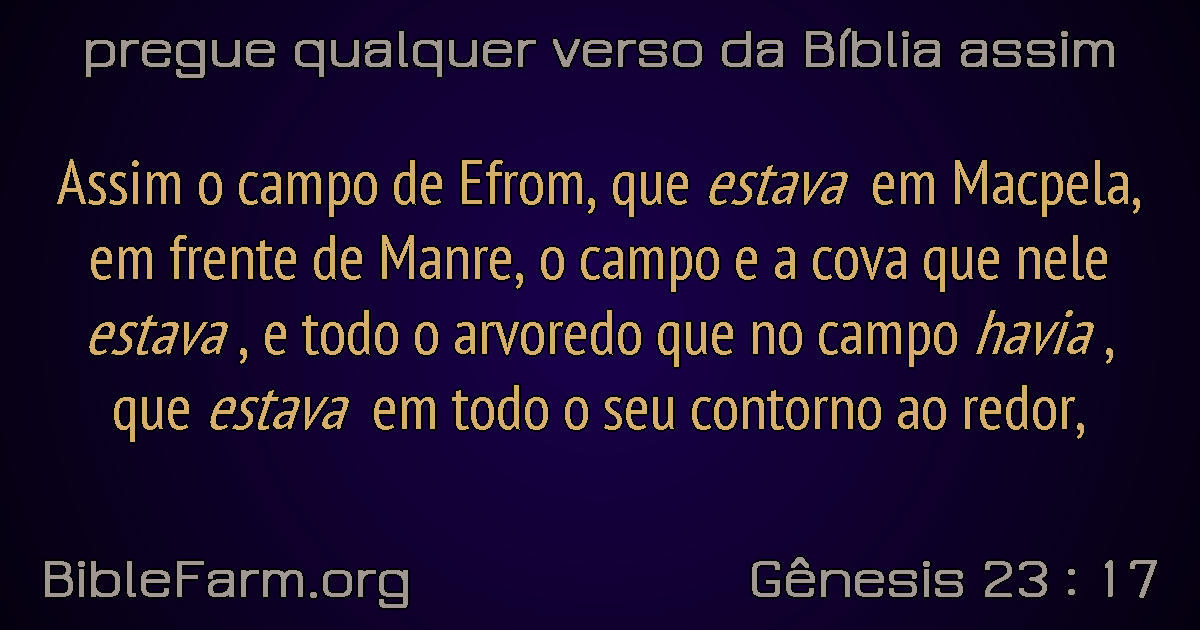 pregue qualquer verso da Bíblia assim
Assim o campo de Efrom, que estava em Macpela,
em frente de Manre, o campo e a cova que nele
estava , e todo o arvoredo que no campo havia ,
que estava em todo o seu contorno ao redor,
BibleFarm.org
Gênesis 23 : 17